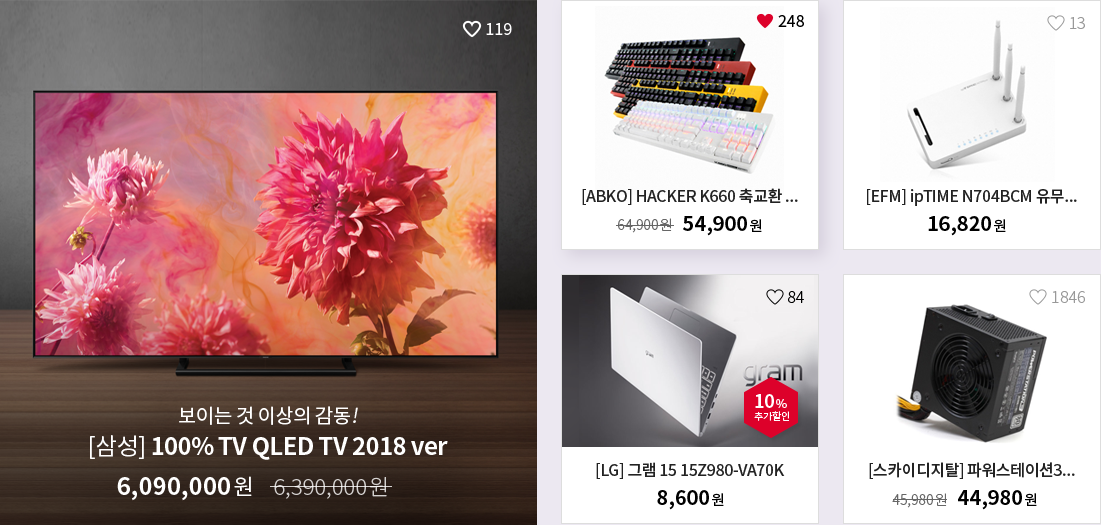 119
보이는 것 이상의 감동!
[삼성] 100% TV QLED TV 2018 ver
6,090,000원 6,390,000원
248
[ABKO] HACKER K660 축교환 ...
64,900원 54,900원
13
[EFM] ipTIME N704BCM 유무...
16,820원
84
gram
10%
추가할인
[LG] 그램 15 15Z980-VA70K
8,600원
1846
[스카이디지탈] 파워스테이션3...
45,980원 44,980원